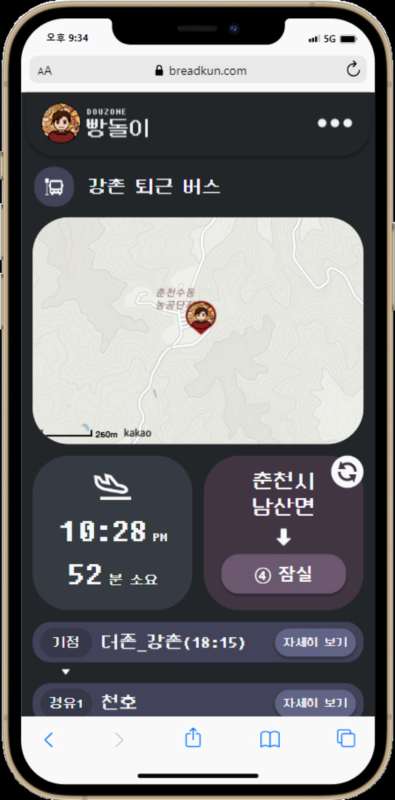 오후 9:34
5G
AA
breadkun.com
DOUZONE
빵돌이
강촌 퇴근 버스
춘천수동
농공단지
260m kakao
10:28 PM
52 분 소요
춘천시
남산면
④ 잠실
기점 더존_강촌(18:15) 자세히 보기
경유1 천호 자세히 보기